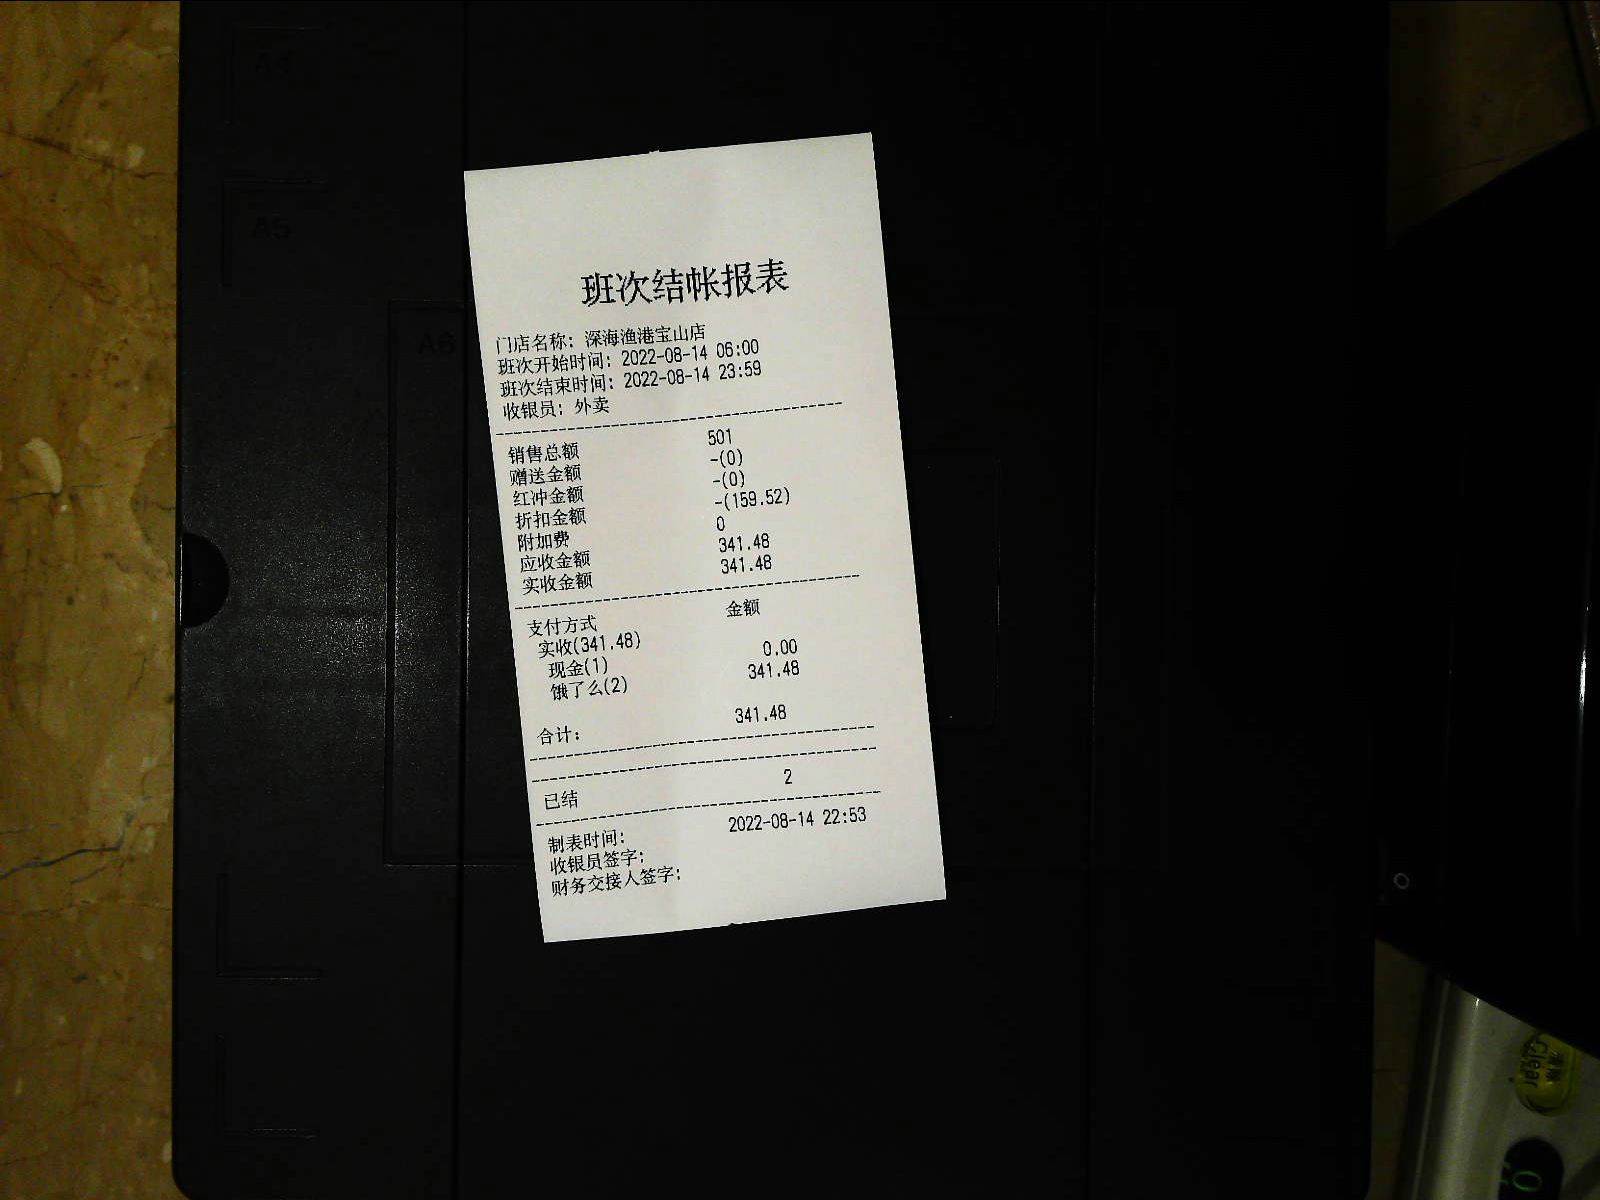 A4
A5
A6
班次结帐报表
门店名称: 深海渔港宝山店
班次开始时间: 2022-08-14 06:00
班次结束时间: 2022-08-14 23:59
收银员: 外卖
销售总额 501
赠送金额 -(0)
红冲金额 -(0)
折扣金额 -(159.52)
附加费 0
应收金额 341.48
实收金额 341.48
支付方式 金额
实收(341.48)
现金(1) 0.00
饿了么(2) 341.48
合计: 341.48
已结 2
制表时间: 2022-08-14 22:53
收银员签字:
财务交接人签字:
Clear